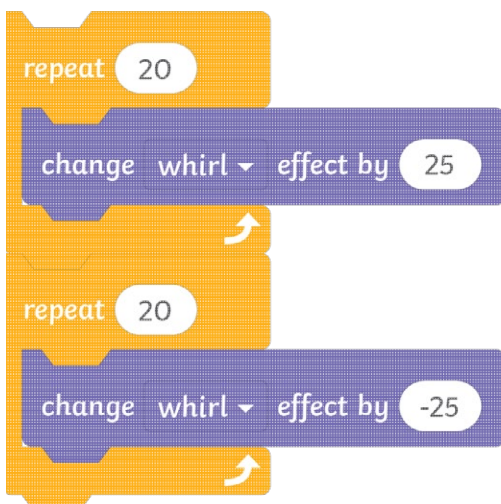 repeat 20
change whirl effect by 25
repeat 20
change whirl effect by -25